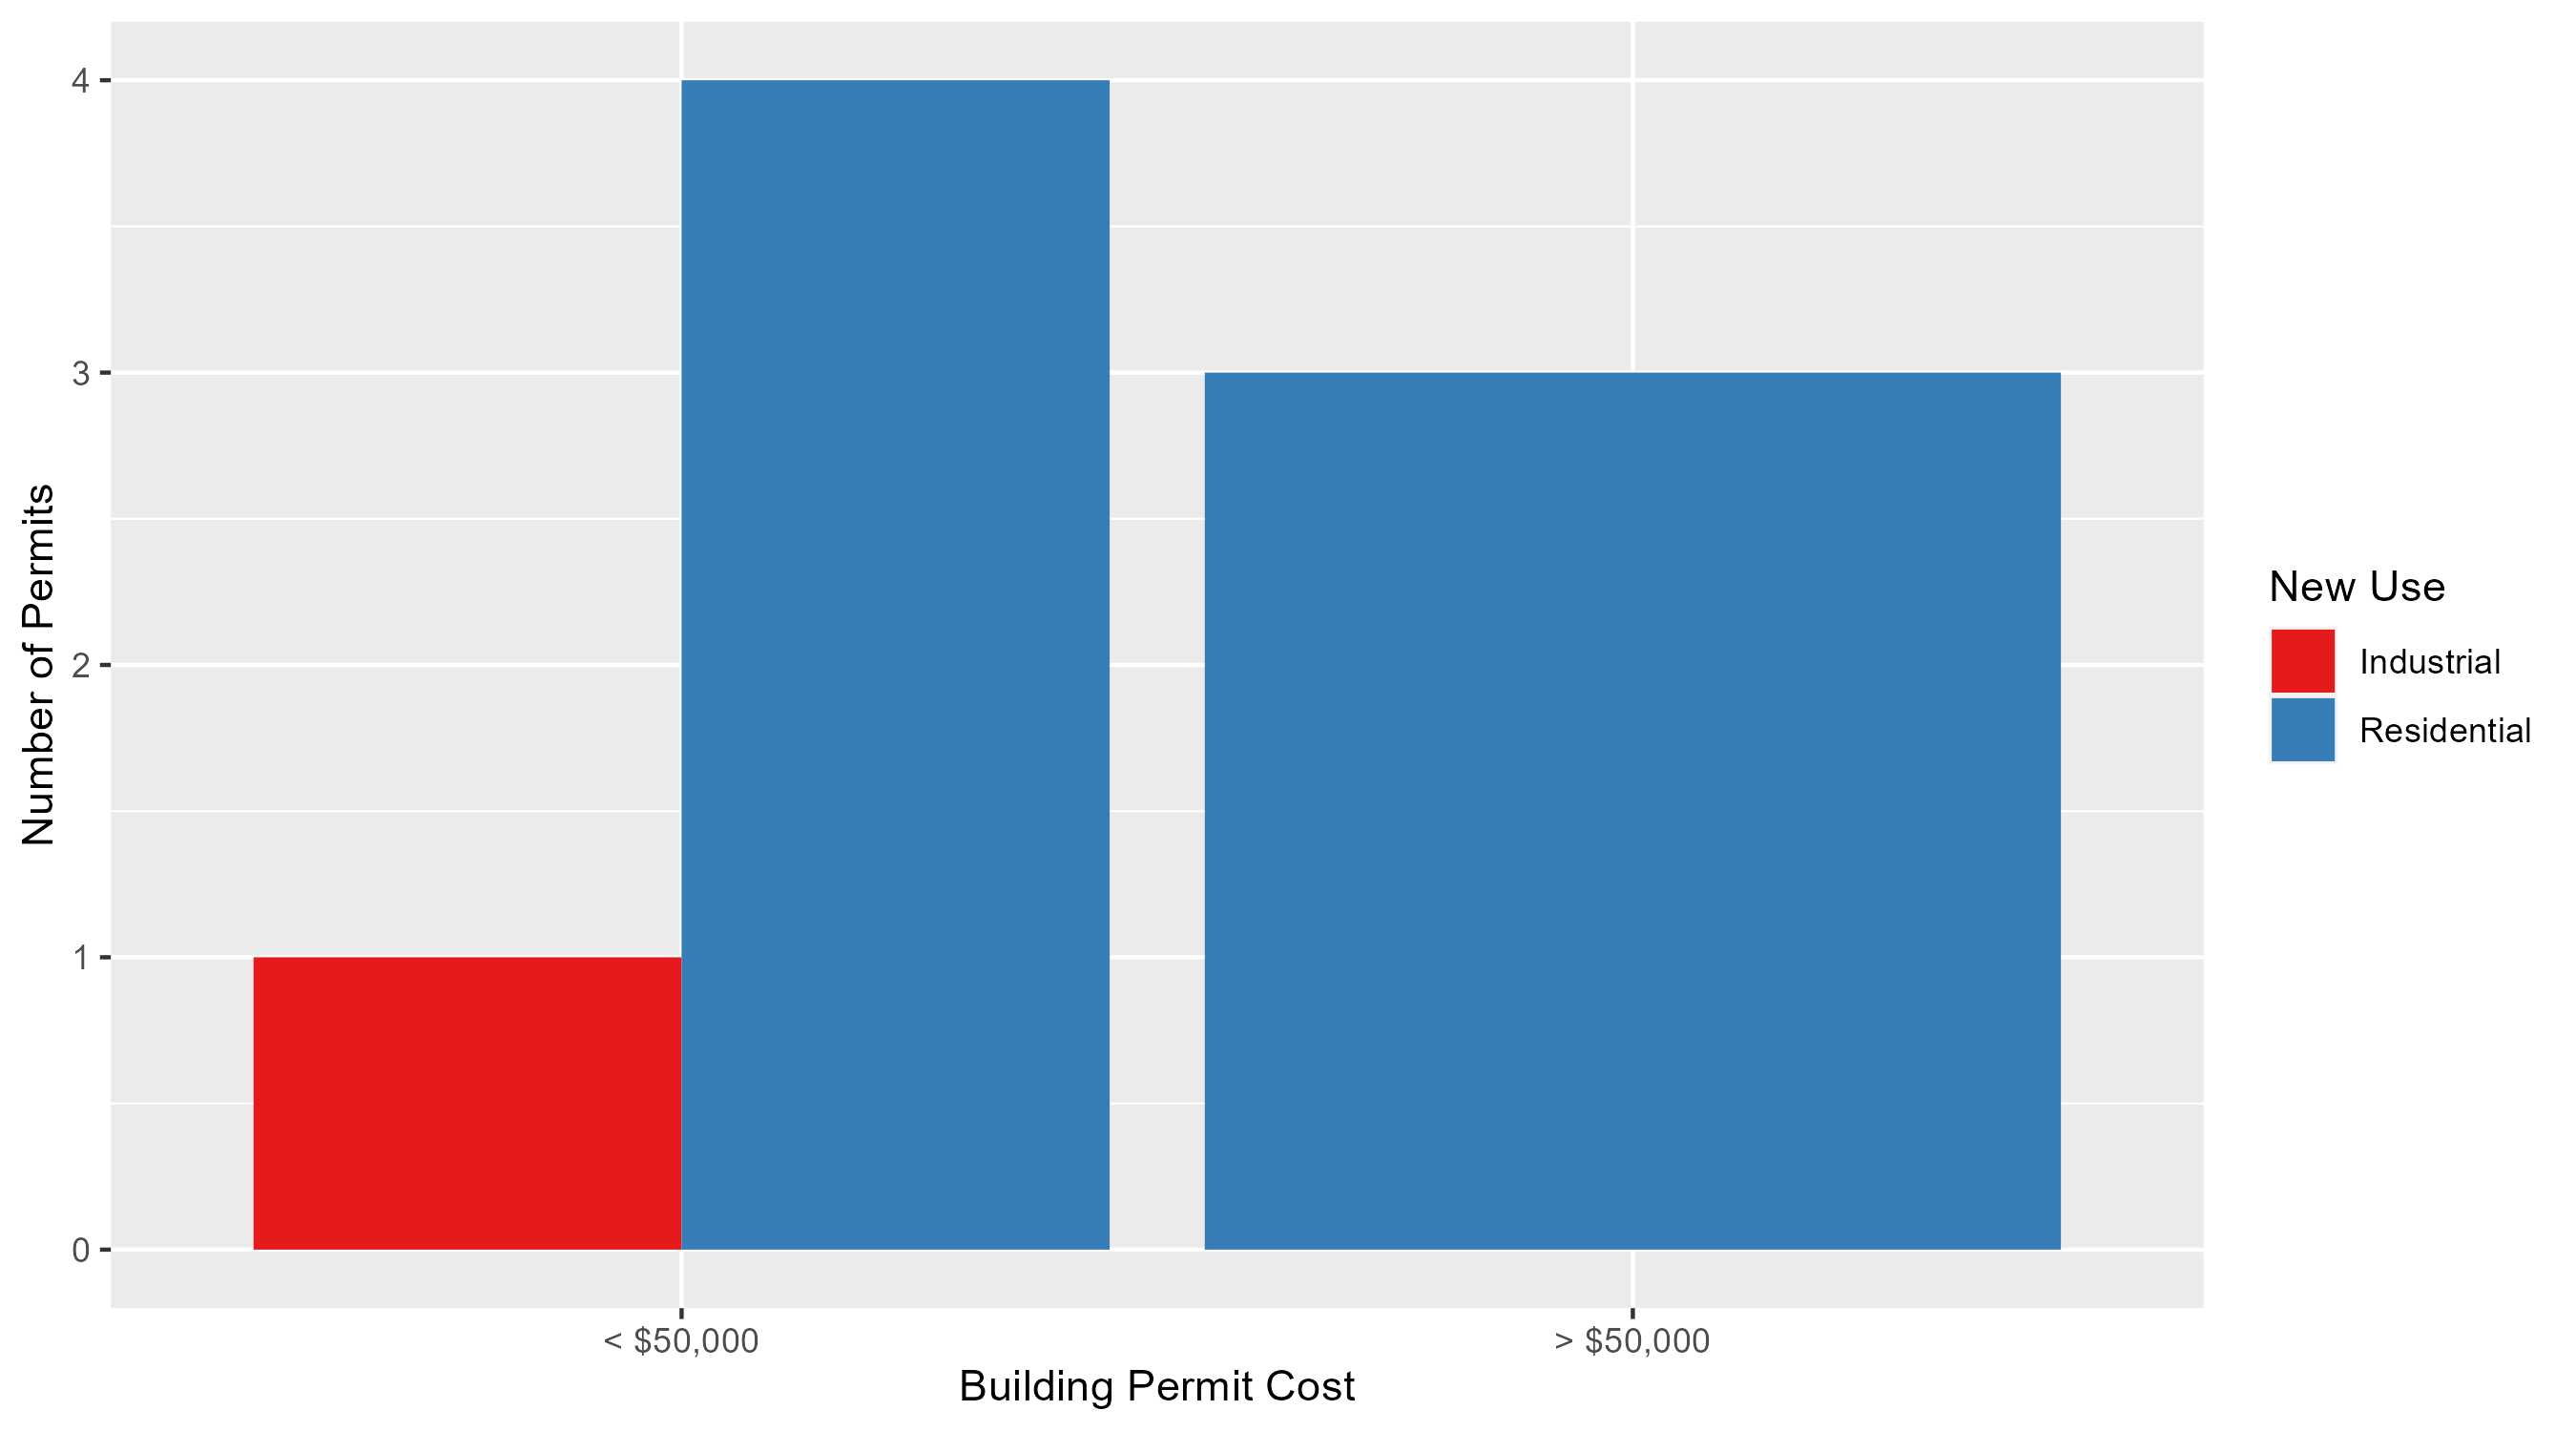 4
3
2
1
0
Number of Permits
< $50,000
> $50,000
Building Permit Cost
New Use
Industrial
Residential